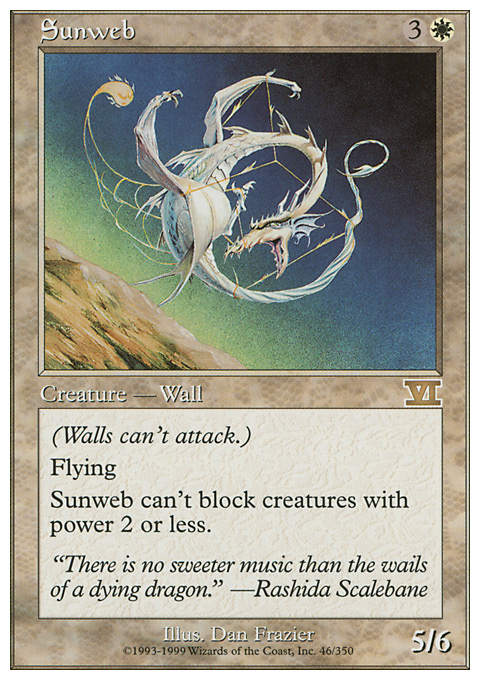 Sunweb 3
Creature — Wall VI
(Walls can't attack.)
Flying
Sunweb can't block creatures with
power 2 or less.
“There is no sweeter music than the wails
of a dying dragon.” —Rashida Scalebane
Illus. Dan Frazier
©1993-1999 Wizards of the Coast, Inc. 46/350
5/6